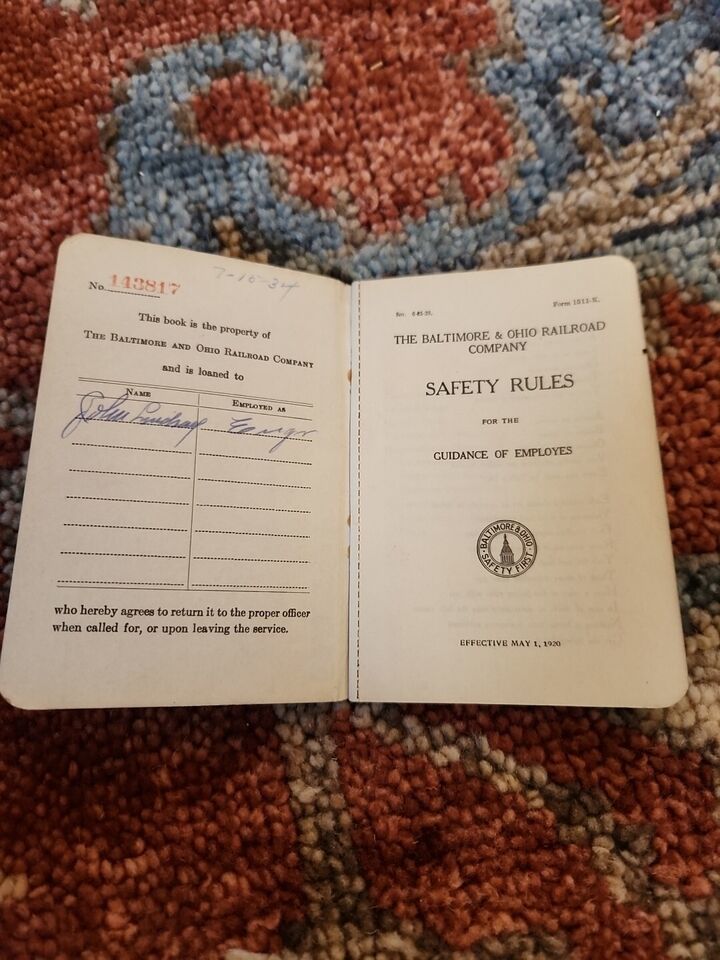 7-15-34
No. 143817
This book is the property of
THE BALTIMORE AND OHIO RAILROAD COMPANY
and is loaned to
NAME
EMPLOYED AS
John Lindsay
who hereby agrees to return it to the proper officer
when called for, or upon leaving the service.
Form 1511-K.
THE BALTIMORE & OHIO RAILROAD
COMPANY
SAFETY RULES
FOR THE
GUIDANCE OF EMPLOYES
BALTIMORE & OHIO
SAFETY FIRST
EFFECTIVE MAY 1, 1920